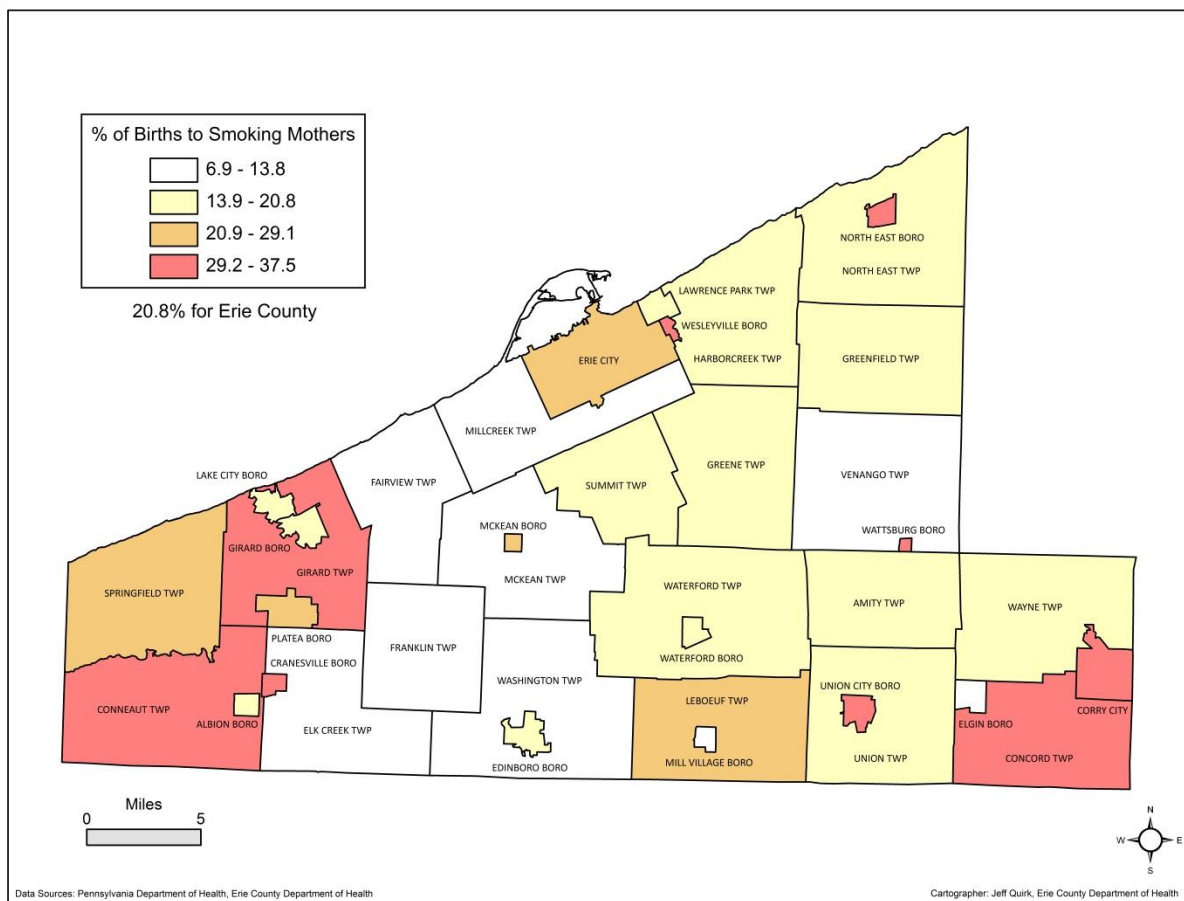 % of Births to Smoking Mothers
6.9 - 13.8
13.9 - 20.8
20.9 - 29.1
29.2 - 37.5
20.8% for Erie County
NORTH EAST BORO
NORTH EAST TWP
LAWRENCE PARK TWP
WESLEYVILLE BORO
HARBORCREEK TWP
GREENFIELD TWP
ERIE CITY
MILLCREEK TWP
LAKE CITY BORO
FAIRVIEW TWP
SUMMIT TWP
GREENE TWP
VENANGO TWP
MCKEAN BORO
WATTSBURG BORO
GIRARD BORO
GIRARD TWP
MCKEAN TWP
SPRINGFIELD TWP
WATERFORD TWP
AMITY TWP
WAYNE TWP
PLATEA BORO
CRANESVILLE BORO
FRANKLIN TWP
WATERFORD BORO
WASHINGTON TWP
CONNEAUT TWP
ALBION BORO
ELK CREEK TWP
LEBOEUF TWP
UNION CITY BORO
ELGIN BORO
CORRY CITY
EDINBORO BORO
MILL VILLAGE BORO
UNION TWP
CONCORD TWP
Miles
0 5
N
W E
S
Data Sources: Pennsylvania Department of Health, Erie County Department of Health
Cartographer: Jeff Quirk, Erie County Department of Health